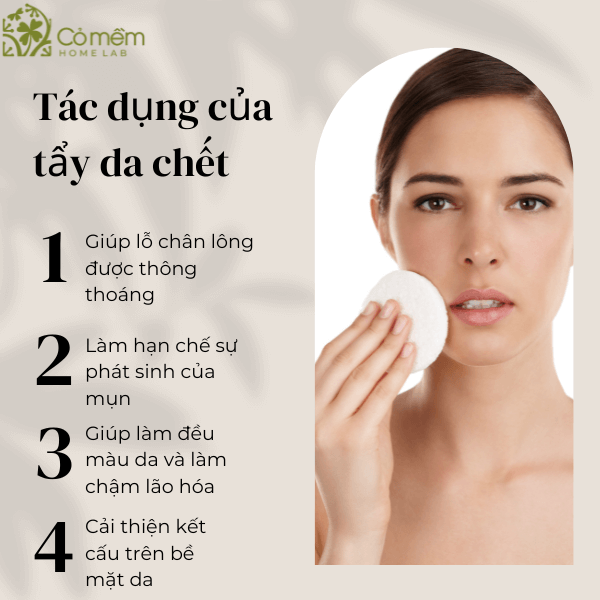 Cỏ mềm
HOME LAB
Tác dụng của
tẩy da chết
1
Giúp lỗ chân lông
được thông
thoáng
2
Làm hạn chế sự
phát sinh của
mụn
3
Giúp làm đều
màu da và làm
chậm lão hóa
4
Cải thiện kết
cấu trên bề
mặt da